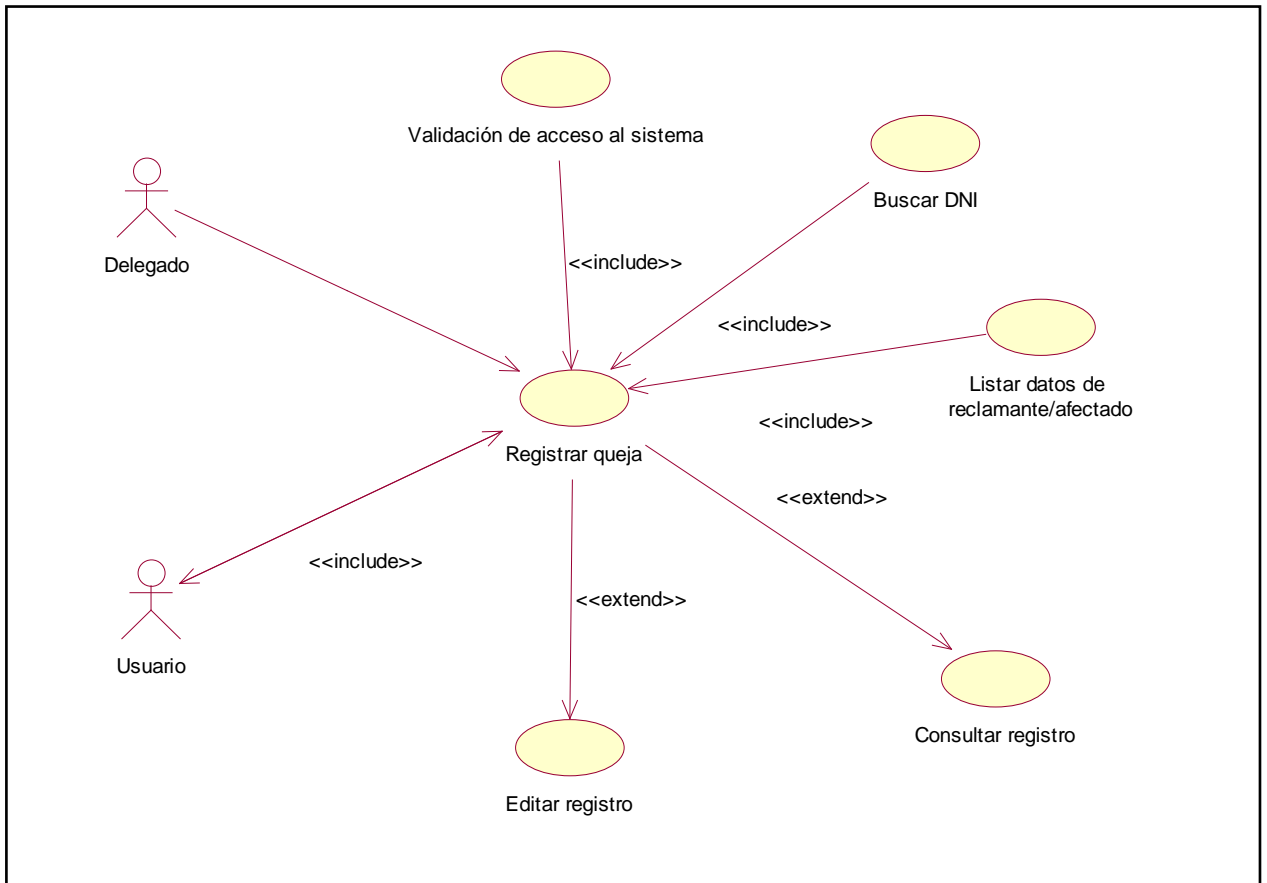 Validación de acceso al sistema
Buscar DNI
Delegado
<<include>>
<<include>>
Listar datos de
reclamante/afectado
<<include>>
Registrar queja
<<extend>>
<<include>>
<<extend>>
Usuario
Consultar registro
Editar registro